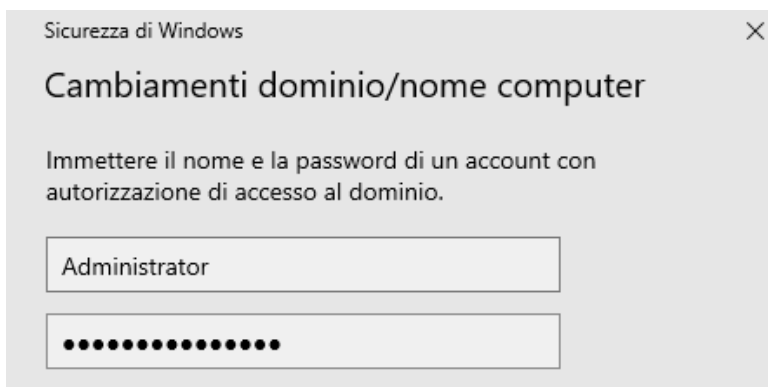 Sicurezza di Windows
Cambiamenti dominio/nome computer
Immettere il nome e la password di un account con
autorizzazione di accesso al dominio.
Administrator
●●●●●●●●●●●●●●●